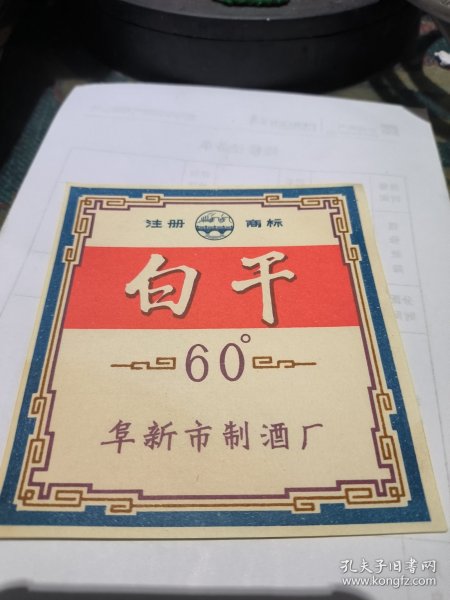 注册 商标
白干
60°
阜新市制酒厂
孔夫子旧书网
www.kongfz.com